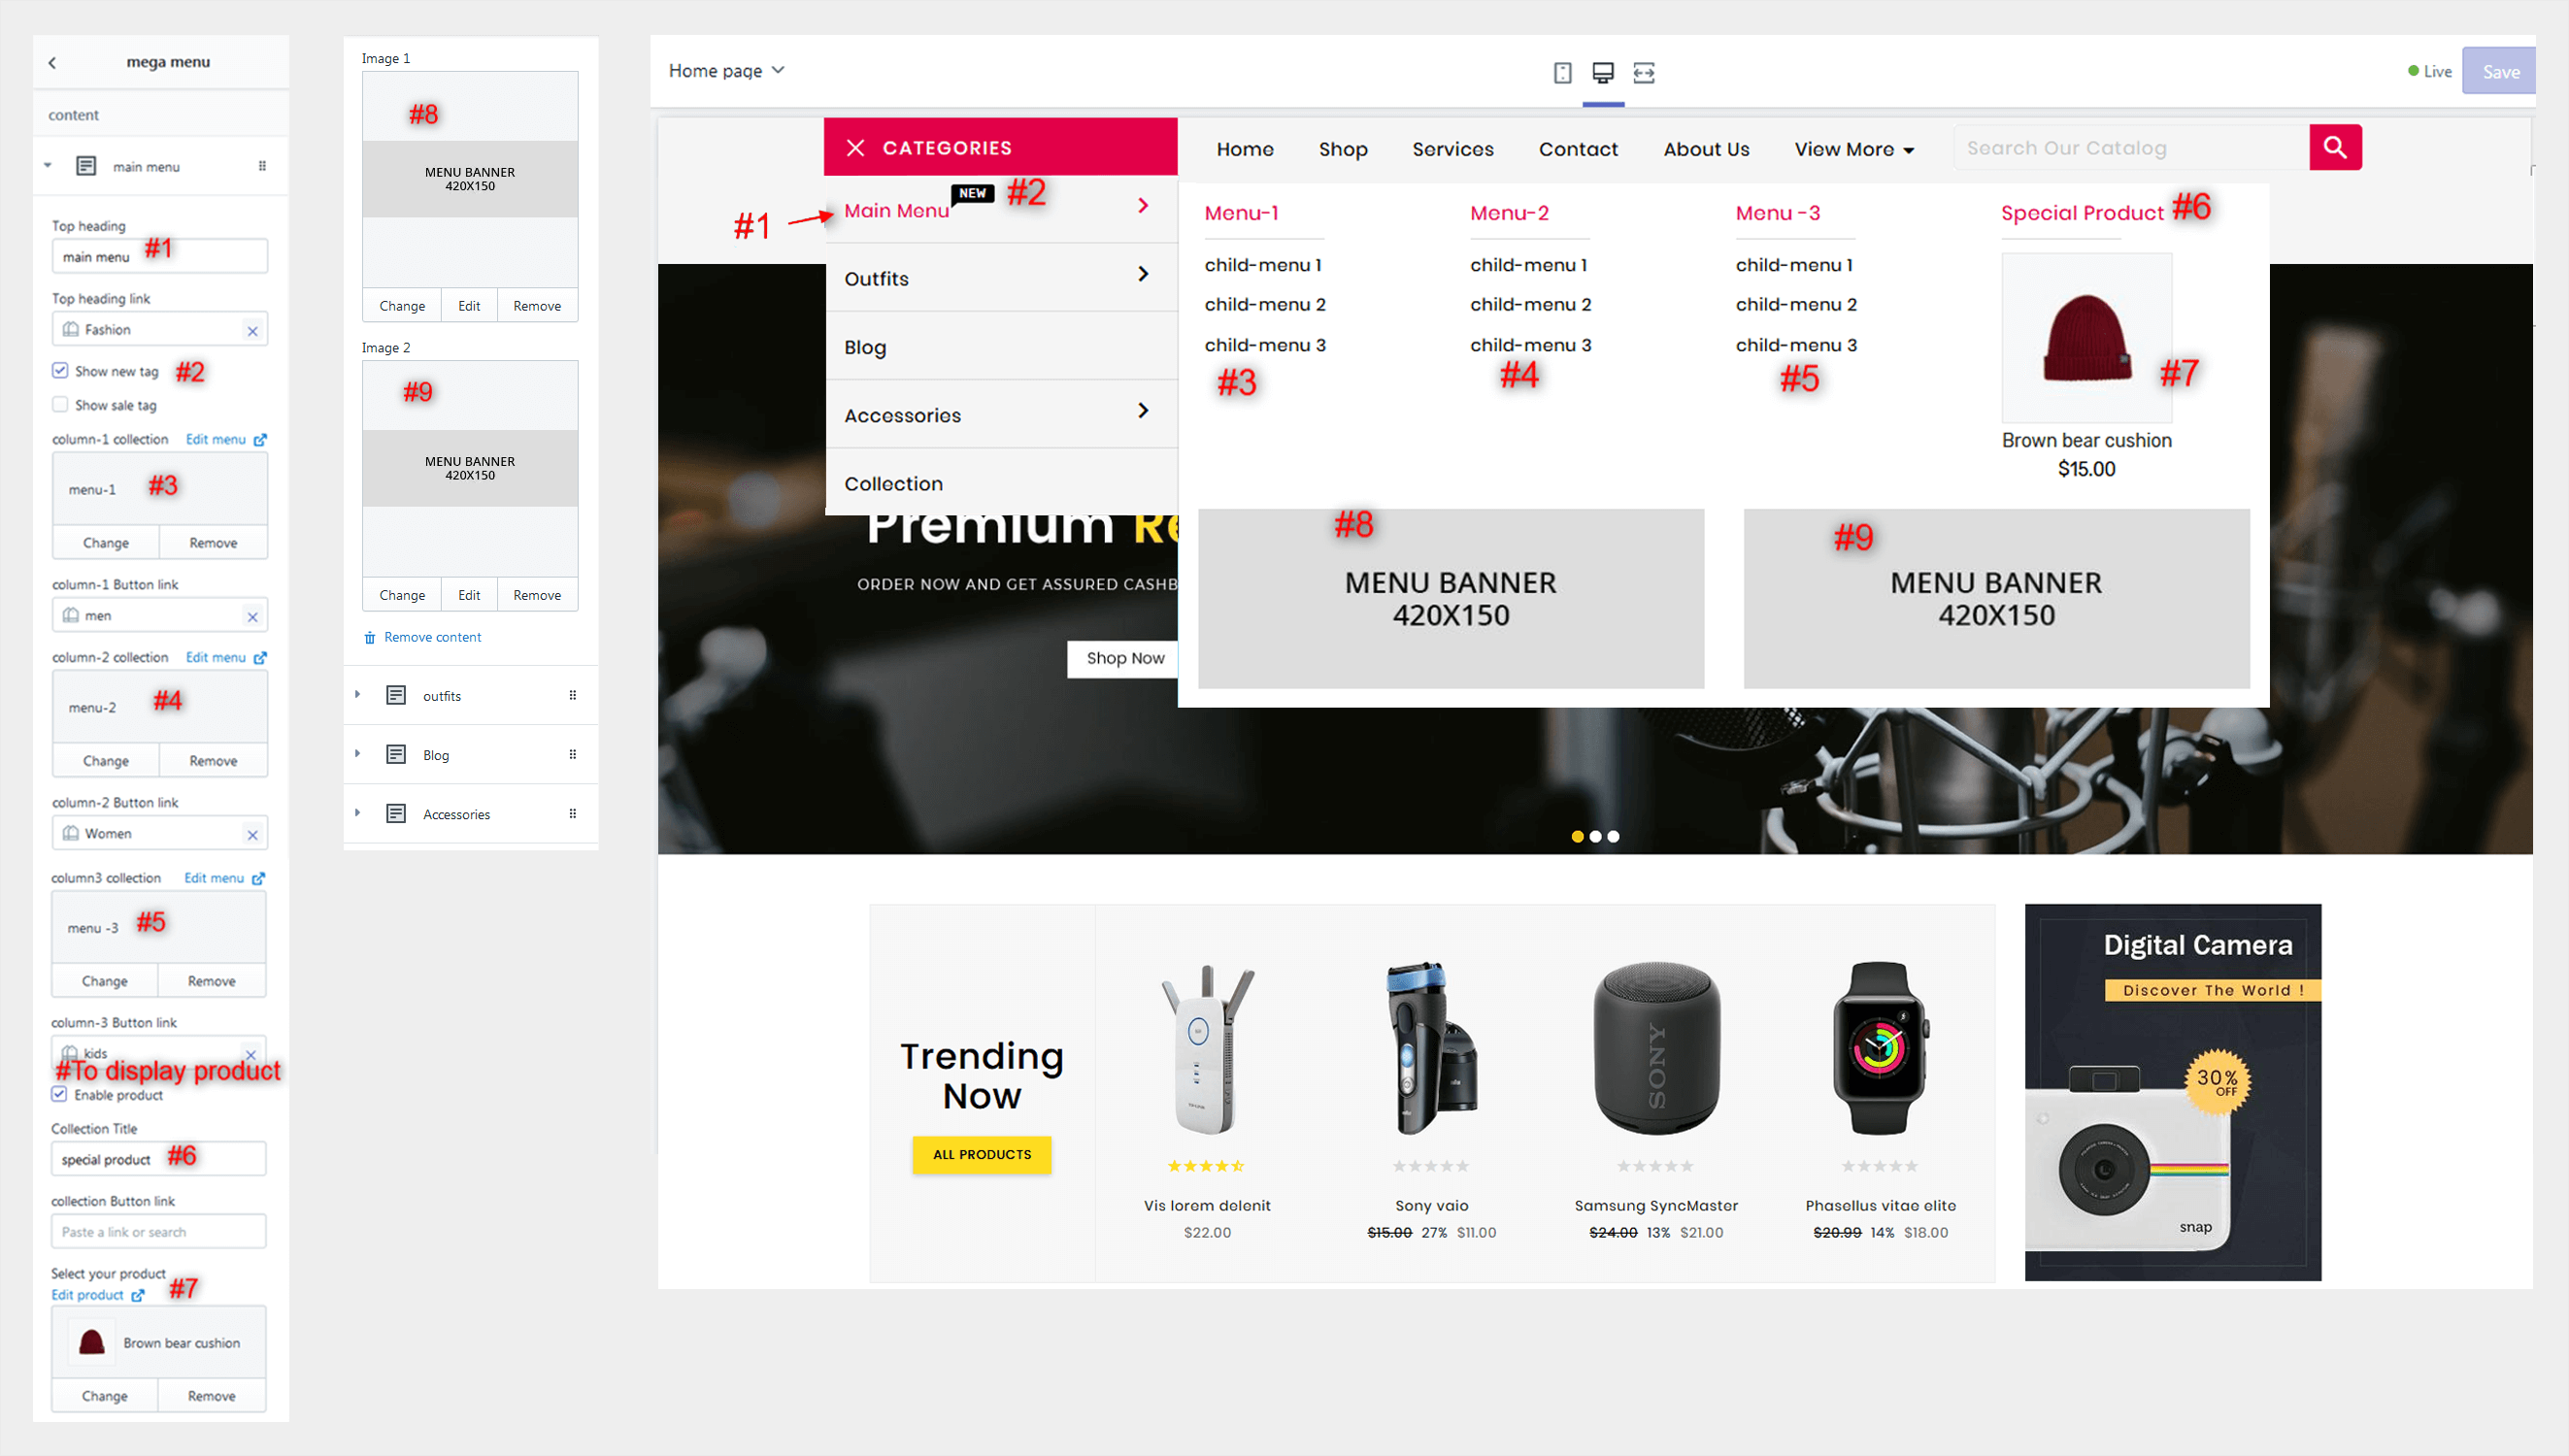 mega menu
content
main menu
Top heading
main menu #1
Top heading link
Fashion
Show new tag #2
Show sale tag
column-1 collection Edit menu
menu-1 #3
Change Remove
column-1 Button link
men
column-2 collection Edit menu
menu-2 #4
Change Remove
column-2 Button link
Women
column3 collection Edit menu
menu -3 #5
Change Remove
column-3 Button link
kids
#To display product
Enable product
Collection Title
special product #6
collection Button link
Paste a link or search
Select your product
Edit product #7
Brown bear cushion
Change Remove
Image 1
#8
MENU BANNER
420X150
Change Edit Remove
Image 2
#9
MENU BANNER
420X150
Change Edit Remove
Remove content
outfits
Blog
Accessories
Home page
Live Save
CATEGORIES
Home Shop Services Contact About Us View More
Search Our Catalog
#1
Main Menu NEW #2
Outfits
Blog
Accessories
Collection
Menu-1
child-menu 1
child-menu 2
child-menu 3
#3
Menu-2
child-menu 1
child-menu 2
child-menu 3
#4
Menu -3
child-menu 1
child-menu 2
child-menu 3
#5
Special Product #6
#7
Brown bear cushion
$15.00
#8
MENU BANNER
420X150
#9
MENU BANNER
420X150
Premium Re
ORDER NOW AND GET ASSURED CASHB
Shop Now
Trending
Now
ALL PRODUCTS
Vis lorem delenit
$22.00
Sony vaio
$15.00 27% $11.00
SONY
Samsung SyncMaster
$24.00 13% $21.00
Phasellus vitae elite
$20.99 14% $18.00
Digital Camera
Discover The World !
30%
OFF
snap